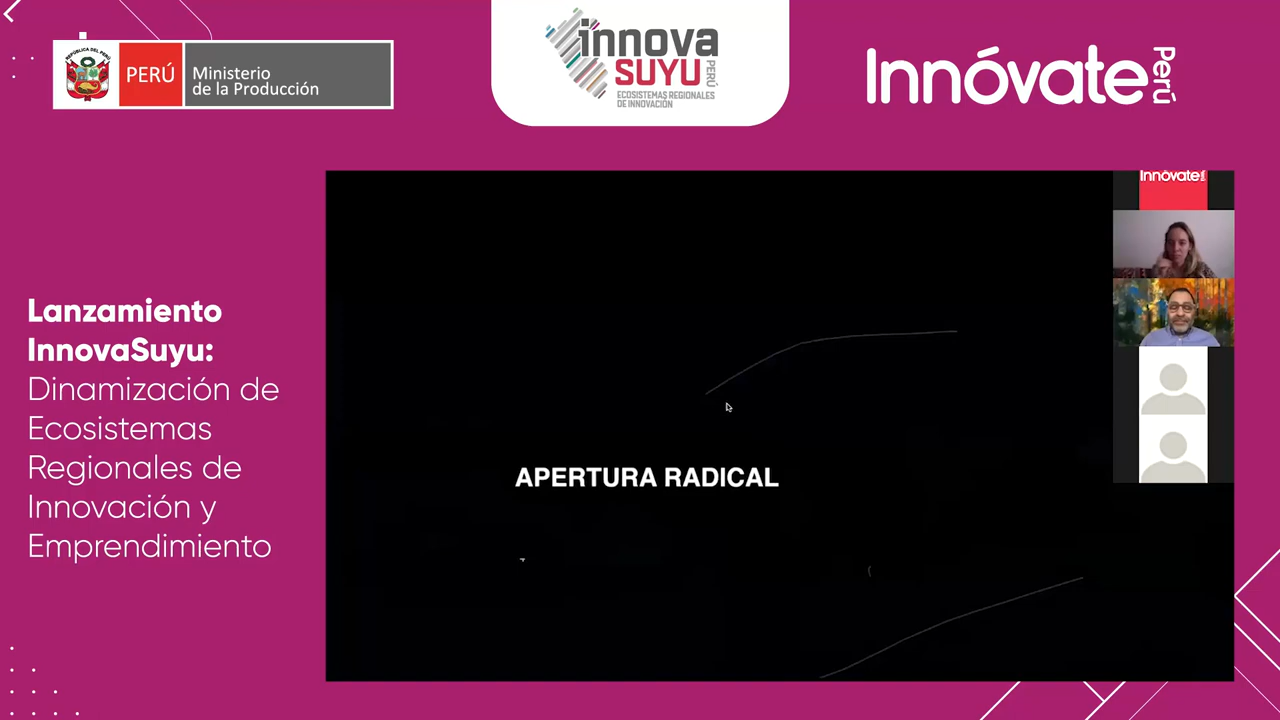 REPÚBLICA DEL PERÚ
PERÚ
Ministerio
de la Producción
innova
SUYU
PERÚ
ECOSISTEMAS REGIONALES
DE INNOVACIÓN
Innóvate
Perú
Innóvate
Lanzamiento
InnovaSuyu:
Dinamización de
Ecosistemas
Regionales de
Innovación y
Emprendimiento
APERTURA RADICAL